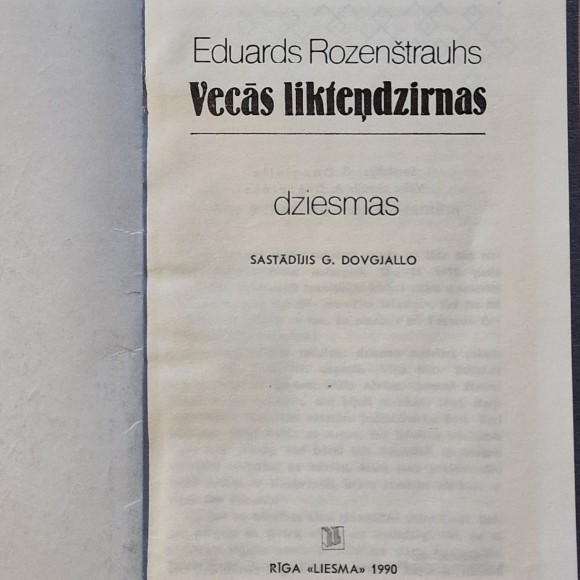 Eduards Rozenštrauhs
Vecās likteņdzirnas
dziesmas
SASTĀDĪJIS G. DOVGJALLO
RĪGA «LIESMA» 1990